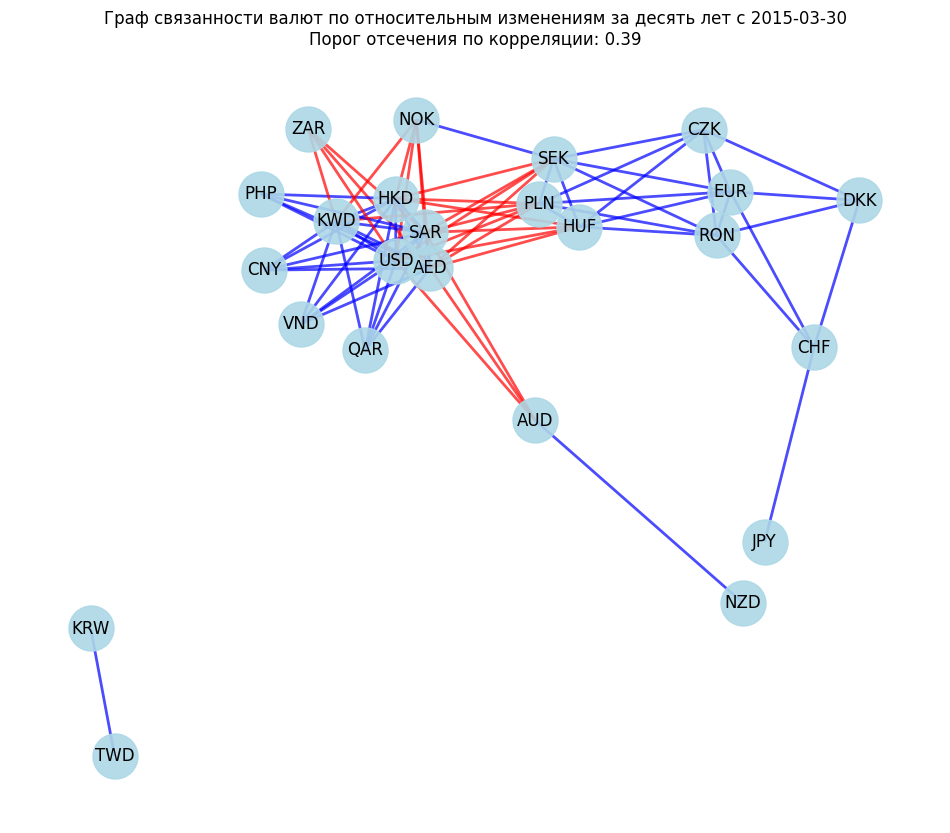 Граф связанности валют по относительным изменениям за десять лет с 2015-03-30
Порог отсечения по корреляции: 0.39
ZAR
NOK
CZK
SEK
PHP
HKD
PLN
EUR
DKK
KWD
SAR
HUF
RON
CNY
USD
AED
VND
QAR
CHF
AUD
JPY
NZD
KRW
TWD